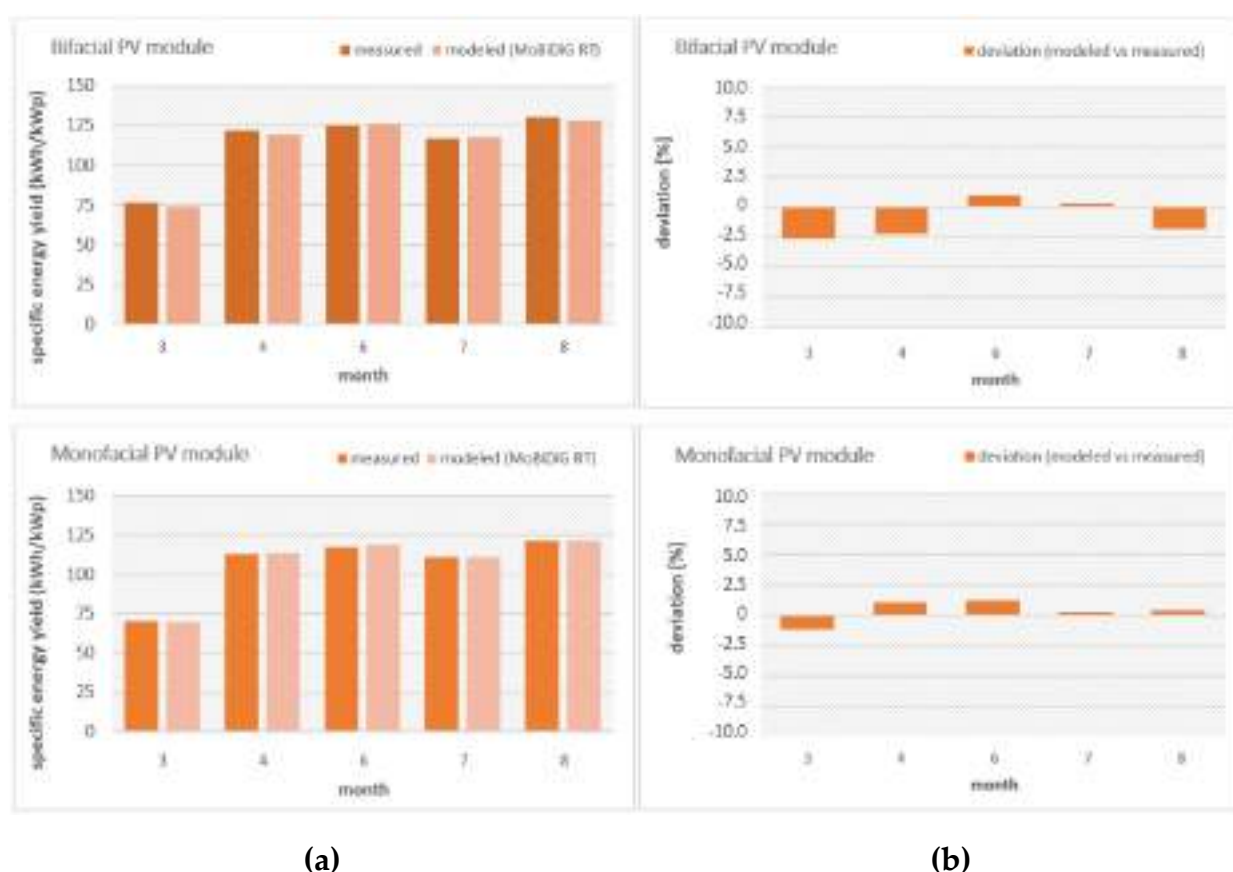 Bifacial PV module
measured modeled (MoBiDiG RT)
specific energy yield (kWh/kWp)
150
125
100
75
50
25
0
3 4 6 7 8
month
Bifacial PV module
deviation (modeled vs measured)
deviation [%]
10.0
7.5
5.0
2.5
0
-2.5
-5.0
-7.5
-10.0
3 4 6 7 8
month
Monofacial PV module
measured modeled (MoBiDiG RT)
specific energy yield (kWh/kWp)
150
125
100
75
50
25
0
3 4 6 7 8
month
Monofacial PV module
deviation (modeled vs measured)
deviation [%]
10.0
7.5
5.0
2.5
0
-2.5
-5.0
-7.5
-10.0
3 4 6 7 8
month
(a) (b)